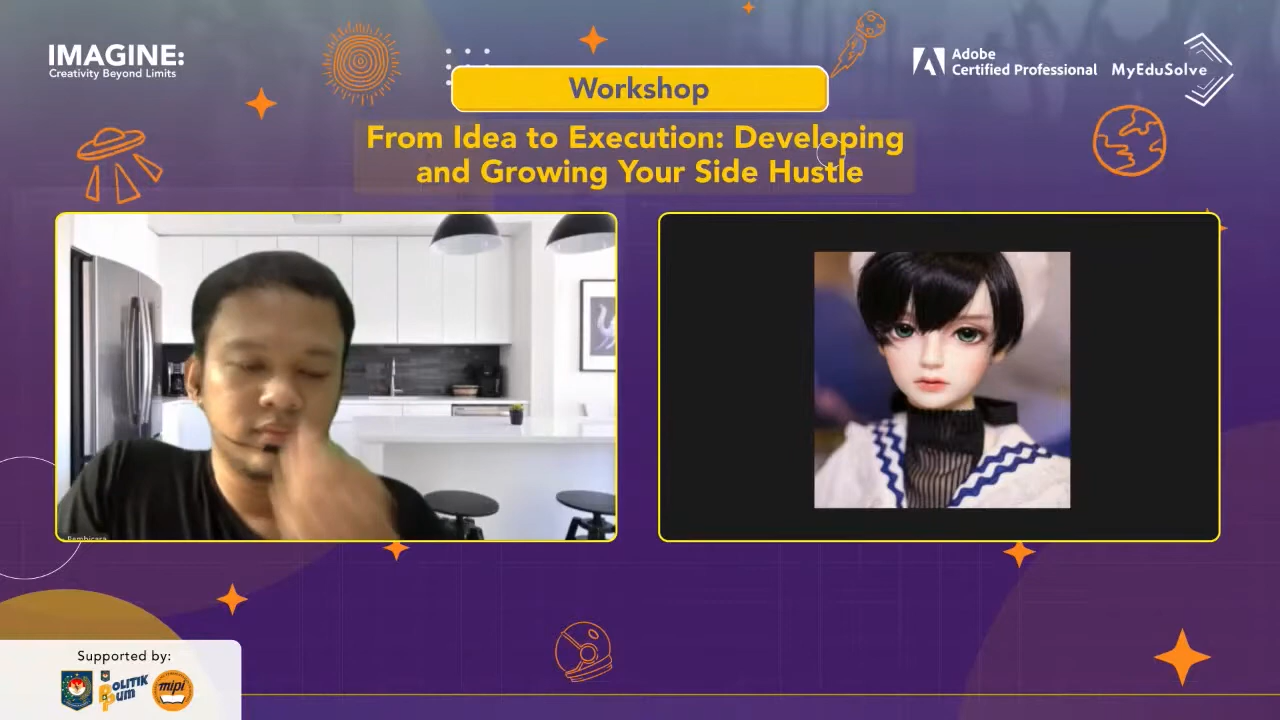 IMAGINE:
Creativity Beyond Limits
Adobe
Certified Professional
MyEduSolve
Workshop
From Idea to Execution: Developing
and Growing Your Side Hustle
Pembicara
Supported by:
POLITIK
Pum
mipi